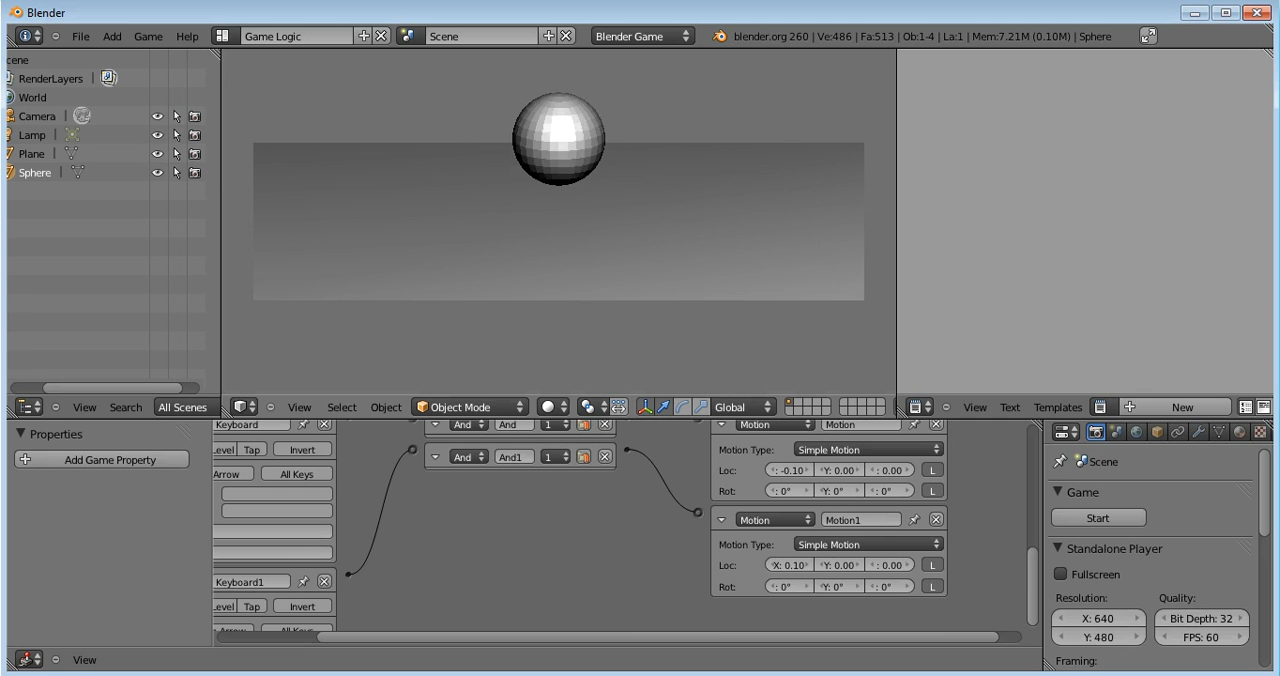 Blender
File Add Game Help Game Logic Scene Blender Game blender.org 260 | Ve:486 | Fa:513 | Ob:1-4 | La:1 | Mem:7.21M (0.10M) | Sphere
cene
RenderLayers |
World
Camera |
Lamp |
Plane |
Sphere |
View Search All Scenes
View Select Object Object Mode Global
View Text Templates New
Properties
Add Game Property
Keyboard
evel Tap Invert
Arrow All Keys
Keyboard1
evel Tap Invert
Arrow All Keys
And And 1
And And1 1
Motion Motion
Motion Type: Simple Motion
Loc: : -0.10 Y: 0.00 : 0.00 L
Rot: : 0° Y: 0° : 0° L
Motion Motion1
Motion Type: Simple Motion
Loc: X: 0.10 Y: 0.00 : 0.00 L
Rot: : 0° Y: 0° : 0° L
View
Scene
Game
Start
Standalone Player
Fullscreen
Resolution: Quality:
X: 640 Bit Depth: 32
Y: 480 FPS: 60
Framing: